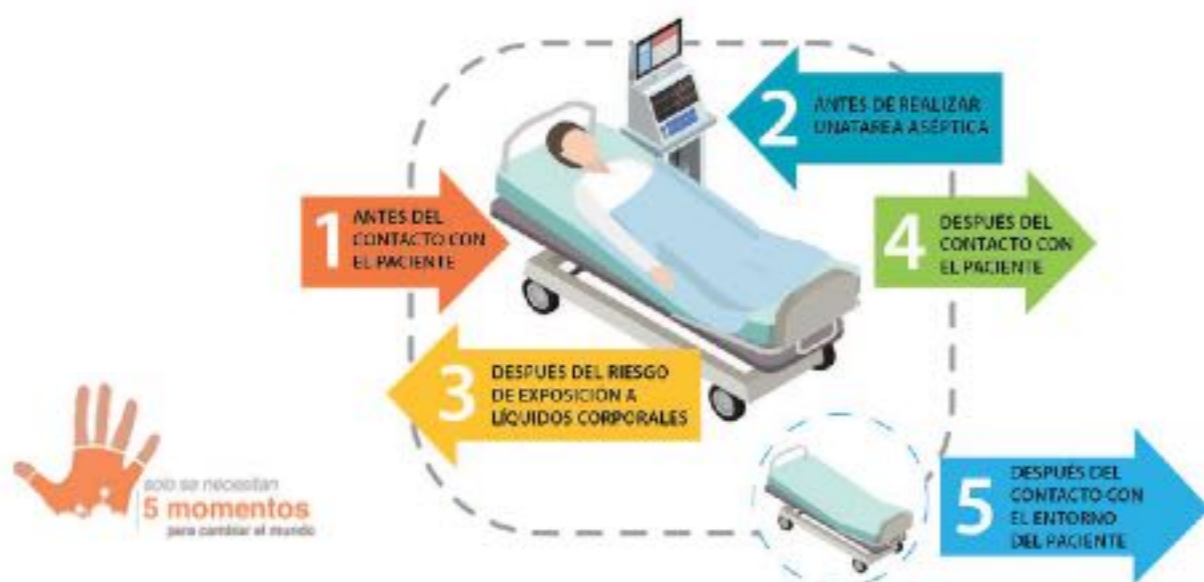 1
ANTES DEL
CONTACTO CON
EL PACIENTE
2
ANTES DE REALIZAR
UNATAREA ASÉPTICA
3
DESPUÉS DEL RIESGO
DE EXPOSICIÓN A
LÍQUIDOS CORPORALES
4
DESPUÉS DEL
CONTACTO CON
EL PACIENTE
5
DESPUÉS DEL
CONTACTO CON
EL ENTORNO
DEL PACIENTE
solo se necesitan
5 momentos
para cambiar el mundo